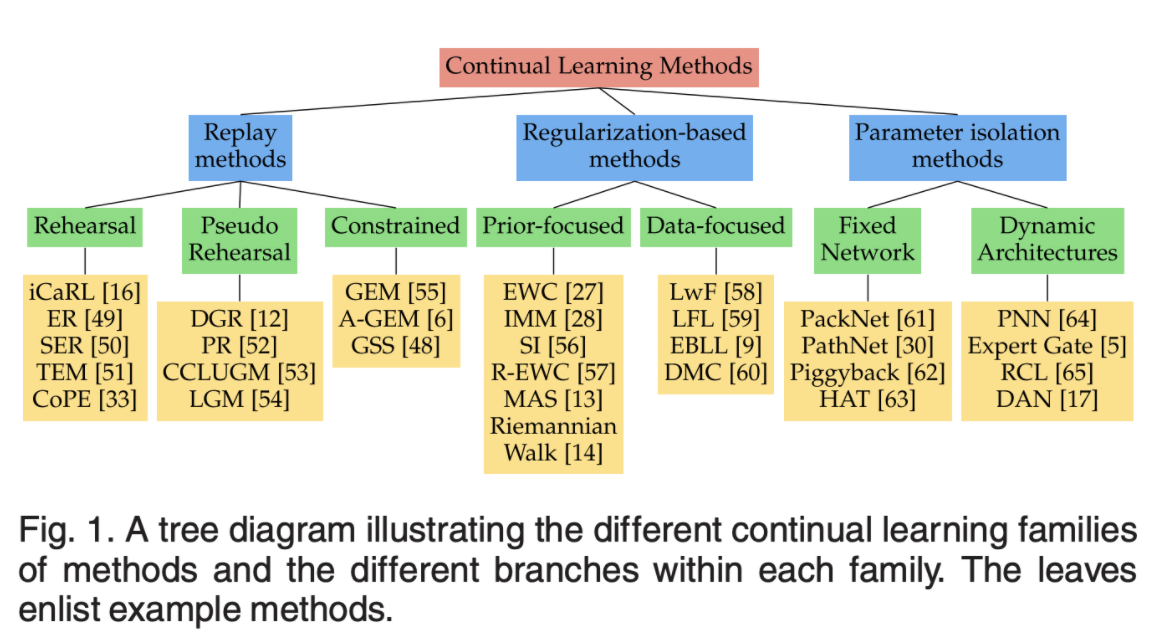 Continual Learning Methods
Replay
methods
Regularization-based
methods
Parameter isolation
methods
Rehearsal
Pseudo
Rehearsal
Constrained
Prior-focused
Data-focused
Fixed
Network
Dynamic
Architectures
iCaRL [16]
ER [49]
SER [50]
TEM [51]
CoPE [33]
DGR [12]
PR [52]
CCLUGM [53]
LGM [54]
GEM [55]
A-GEM [6]
GSS [48]
EWC [27]
IMM [28]
SI [56]
R-EWC [57]
MAS [13]
Riemannian
Walk [14]
LwF [58]
LFL [59]
EBLL [9]
DMC [60]
PackNet [61]
PathNet [30]
Piggyback [62]
HAT [63]
PNN [64]
Expert Gate [5]
RCL [65]
DAN [17]
Fig. 1. A tree diagram illustrating the different continual learning families
of methods and the different branches within each family. The leaves
enlist example methods.